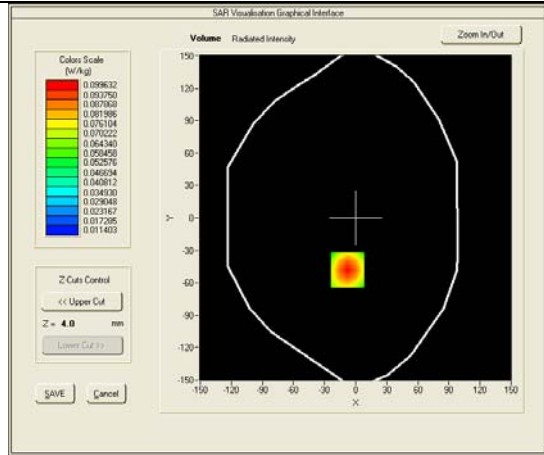 SAR Visualisation Graphical Interface
Volume Radiated Intensity
Zoom In/Out
Colors Scale
(W/kg)
0.099632
0.093750
0.087868
0.081986
0.076104
0.070222
0.064340
0.058458
0.052576
0.046694
0.040812
0.034930
0.029048
0.023167
0.017285
0.011403
Z Cuts Control
<< Upper Cut
Z = 4.0 mm
Lower Cut >>
SAVE
Cancel
150
120
90
60
30
0
-30
-60
-90
-120
-150
Y
-150 -120 -90 -60 -30 0 30 60 90 120 150
X